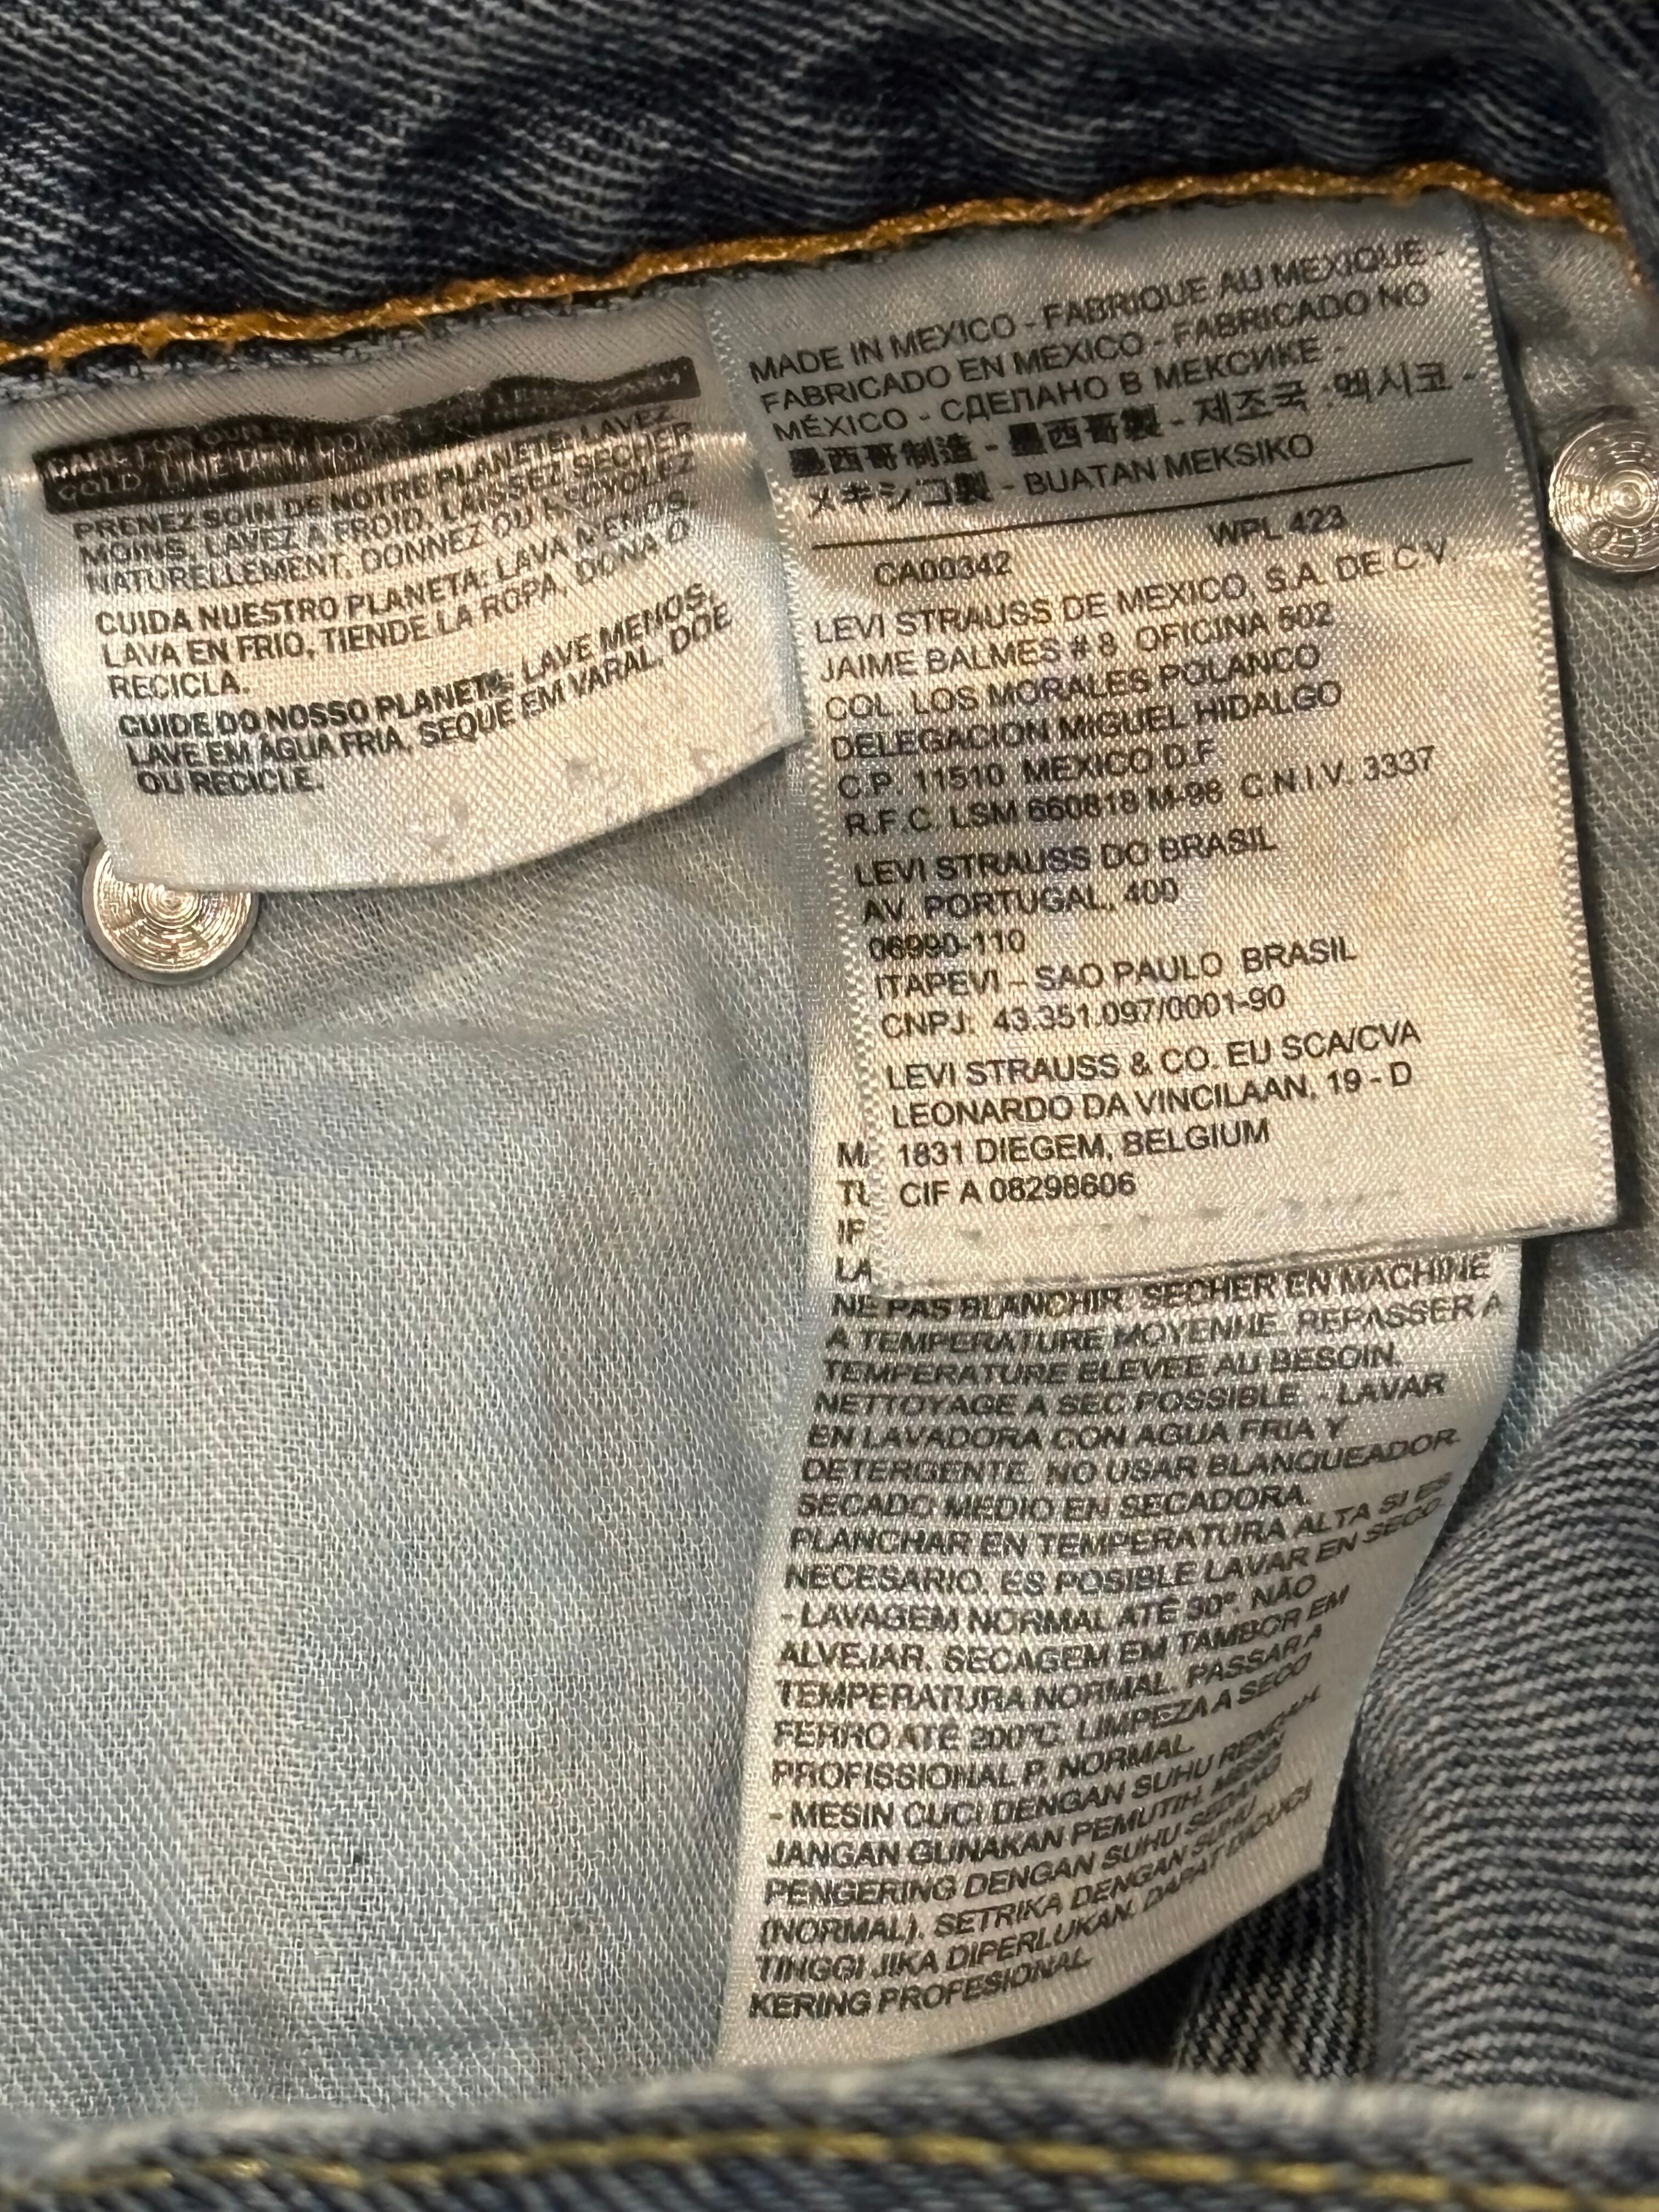 PRENEZ SOIN DE NOTRE PLANETE: LAVEZ
MOINS, LAVEZ A FROID, LAISSEZ SECHER
NATURELLEMENT, DONNEZ OU RECYCLEZ
CUIDA NUESTRO PLANETA: LAVA MENOS,
LAVA EN FRIO, TIENDE LA ROPA, DONA O
RECICLA.
CUIDE DO NOSSO PLANETA: LAVE MENOS,
LAVE EM ÁGUA FRIA, SEQUE EM VARAL, DOE
OU RECICLE.
MADE IN MEXICO - FABRIQUE AU MEXIQUE -
FABRICADO EN MEXICO - FABRICADO NO
MÉXICO - СДЕЛАНО В МЕКСИКЕ -
墨西哥制造 - 墨西哥製 - 제조국 -멕시코 -
メキシコ製 - BUATAN MEKSIKO
CA00342 WPL 423
LEVI STRAUSS DE MEXICO, S.A. DE C.V.
JAIME BALMES # 8 OFICINA 502
COL. LOS MORALES POLANCO
DELEGACION MIGUEL HIDALGO
C.P. 11510 MEXICO D.F.
R.F.C. LSM 660818 M-98 C.N.I.V. 3337
LEVI STRAUSS DO BRASIL
AV. PORTUGAL, 400
06990-110
ITAPEVI – SAO PAULO BRASIL
CNPJ: 43.351.097/0001-90
LEVI STRAUSS & CO. EU SCA/CVA
LEONARDO DA VINCILAAN, 19 - D
1831 DIEGEM, BELGIUM
CIF A 08298606
NE PAS BLANCHIR. SECHER EN MACHINE
A TEMPERATURE MOYENNE. REPASSER A
TEMPERATURE ELEVEE AU BESOIN.
NETTOYAGE A SEC POSSIBLE. - LAVAR
EN LAVADORA CON AGUA FRIA Y
DETERGENTE. NO USAR BLANQUEADOR.
SECADO MEDIO EN SECADORA.
PLANCHAR EN TEMPERATURA ALTA SI ES
NECESARIO. ES POSIBLE LAVAR EN SECO.
- LAVAGEM NORMAL ATÉ 30°. NÃO
ALVEJAR. SECAGEM EM TAMBOR EM
TEMPERATURA NORMAL. PASSAR A
FERRO ATÉ 200°C. LIMPEZA A SECO
PROFISSIONAL P, NORMAL.
- MESIN CUCI DENGAN SUHU RENDAH.
JANGAN GUNAKAN PEMUTIH. MESIN
PENGERING DENGAN SUHU SEDANG
(NORMAL). SETRIKA DENGAN SUHU
TINGGI JIKA DIPERLUKAN. DAPAT DICUCI
KERING PROFESIONAL